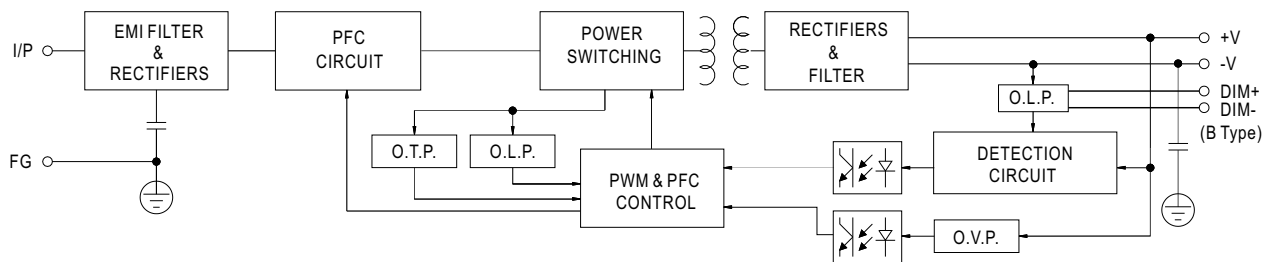 I/P
EMI FILTER
&
RECTIFIERS
PFC
CIRCUIT
POWER
SWITCHING
RECTIFIERS
&
FILTER
+V
-V
DIM+
DIM-
(B Type)
O.L.P.
FG
O.T.P.
O.L.P.
PWM & PFC
CONTROL
DETECTION
CIRCUIT
O.V.P.